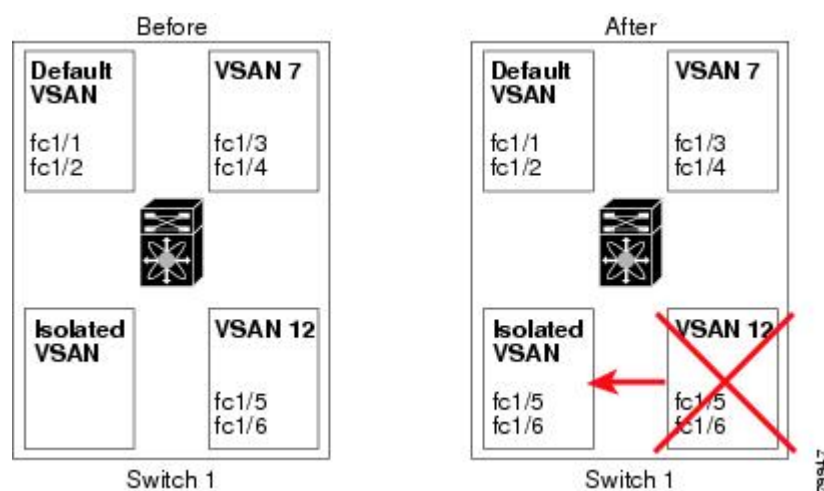 Before
Default
VSAN
fc1/1
fc1/2
VSAN 7
fc1/3
fc1/4
Isolated
VSAN
VSAN 12
fc1/5
fc1/6
Switch 1
After
Default
VSAN
fc1/1
fc1/2
VSAN 7
fc1/3
fc1/4
Isolated
VSAN
fc1/5
fc1/6
VSAN 12
fc1/5
fc1/6
Switch 1